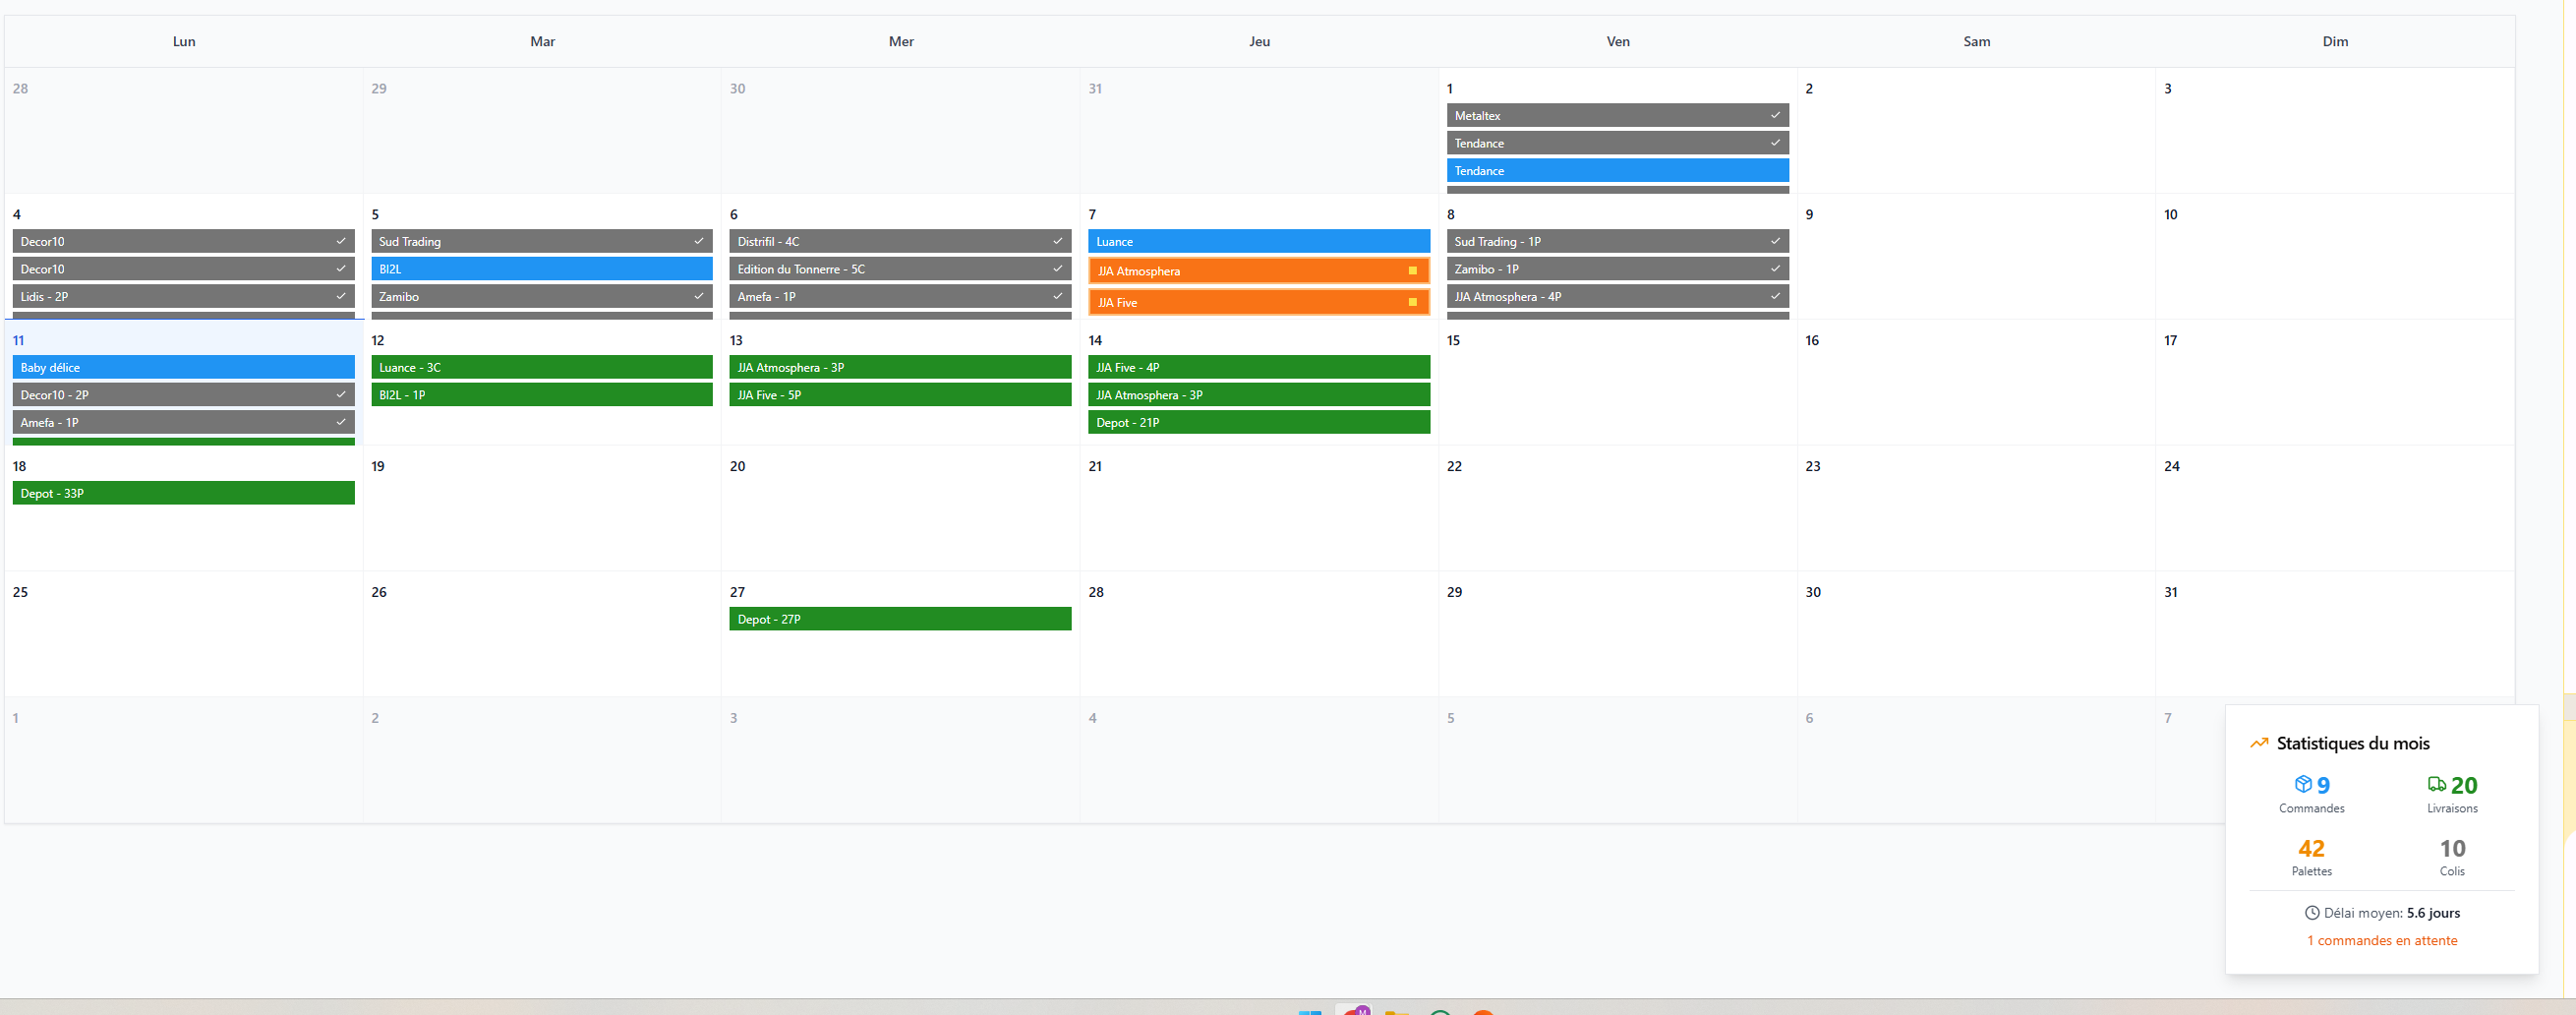 Lun Mar Mer Jeu Ven Sam Dim
28 29 30 31 1 2 3
Metaltex
Tendance
Tendance
4 5 6 7 8 9 10
Decor10 Sud Trading Distrifil - 4C Luance Sud Trading - 1P
Decor10 BI2L Edition du Tonnerre - 5C JJA Atmosphera Zamibo - 1P
Lidis - 2P Zamibo Amefa - 1P JJA Five JJA Atmosphera - 4P
11 12 13 14 15 16 17
Baby délice Luance - 3C JJA Atmosphera - 3P JJA Five - 4P
Decor10 - 2P BI2L - 1P JJA Five - 5P JJA Atmosphera - 3P
Amefa - 1P Depot - 21P
18 19 20 21 22 23 24
Depot - 33P
25 26 27 28 29 30 31
Depot - 27P
1 2 3 4 5 6 7
Statistiques du mois
9 20
Commandes Livraisons
42 10
Palettes Colis
Délai moyen: 5.6 jours
1 commandes en attente
M